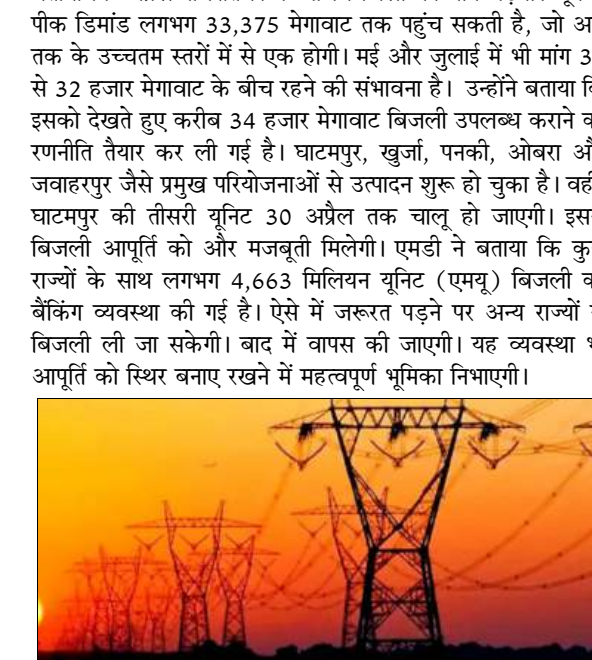 पीक डिमांड लगभग 33,375 मेगावाट तक पहुंच सकती है, जो
तक के उच्चतम स्तरों में से एक होगी। मई और जुलाई में भी मांग
से 32 हजार मेगावाट के बीच रहने की संभावना है। उन्होंने बताया
इसको देखते हुए करीब 34 हजार मेगावाट बिजली उपलब्ध कराने
रणनीति तैयार कर ली गई है। घाटमपुर, खुर्जा, पनकी, ओबरा
जवाहरपुर जैसे प्रमुख परियोजनाओं से उत्पादन शुरू हो चुका है।
घाटमपुर की तीसरी यूनिट 30 अप्रैल तक चालू हो जाएगी।
बिजली आपूर्ति को और मजबूती मिलेगी। एमडी ने बताया कि
राज्यों के साथ लगभग 4,663 मिलियन यूनिट (एमयू) बिजली
बैंकिंग व्यवस्था की गई है। ऐसे में जरूरत पड़ने पर अन्य राज्यों
बिजली ली जा सकेगी। बाद में वापस की जाएगी। यह व्यवस्था
आपूर्ति को स्थिर बनाए रखने में महत्वपूर्ण भूमिका निभाएगी।